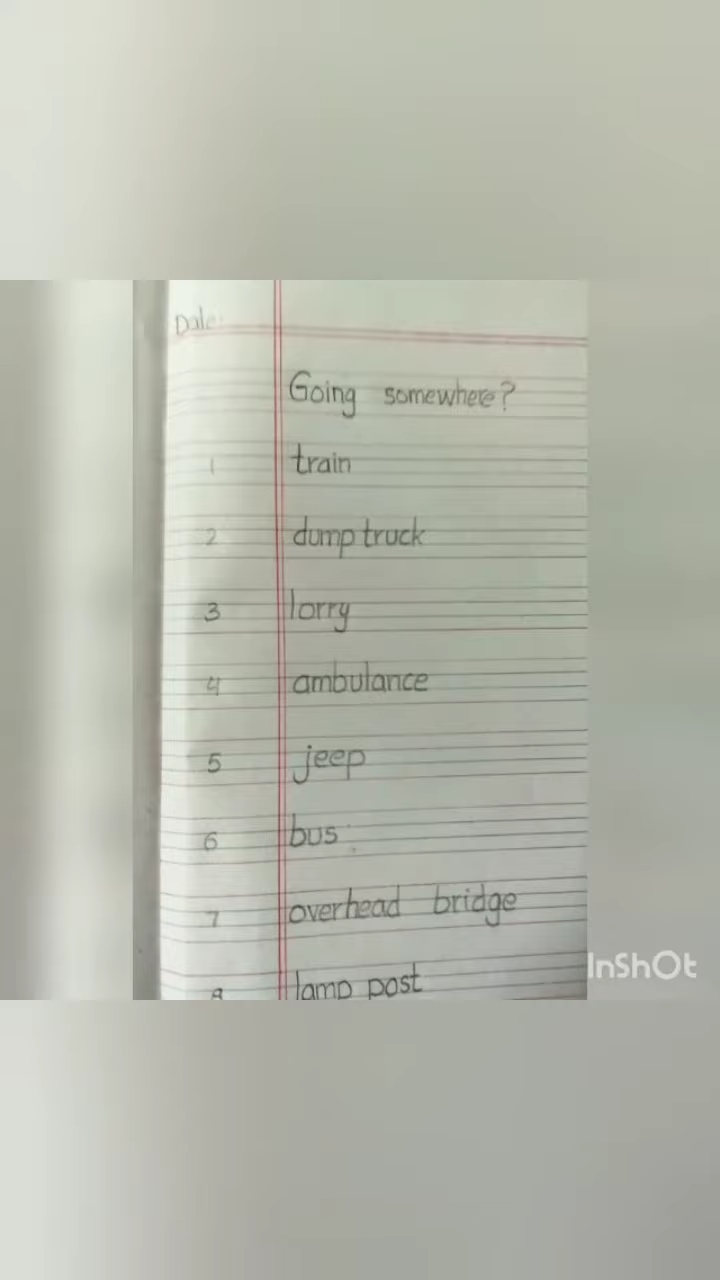 Date:
Going somewhere?
1 train
2 dump truck
3 lorry
4 ambulance
5 jeep
6 bus
7 overhead bridge
8 lamp post
InShOt